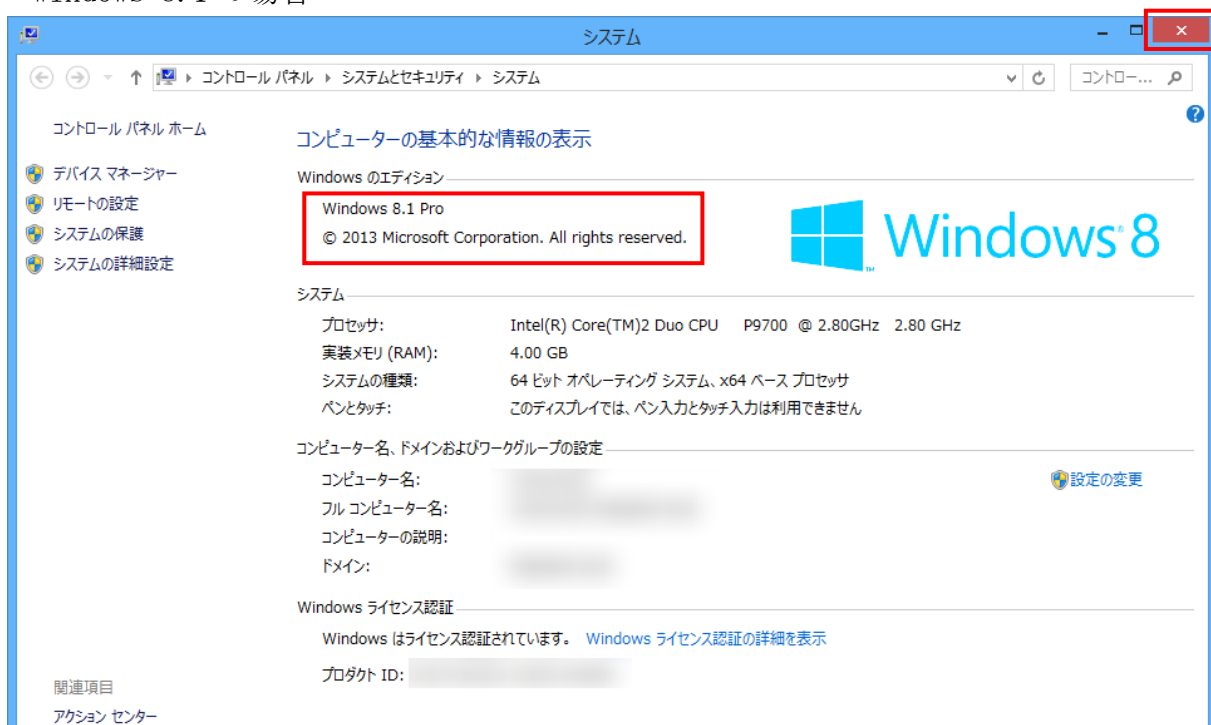 システム
コントロール パネル ▸ システムとセキュリティ ▸ システム
コントロー...
コントロール パネル ホーム
デバイス マネージャー
リモートの設定
システムの保護
システムの詳細設定
コンピューターの基本的な情報の表示
Windows のエディション
Windows 8.1 Pro
© 2013 Microsoft Corporation. All rights reserved.
Windows 8
システム
プロセッサ: Intel(R) Core(TM)2 Duo CPU P9700 @ 2.80GHz 2.80 GHz
実装メモリ (RAM): 4.00 GB
システムの種類: 64 ビット オペレーティング システム、x64 ベース プロセッサ
ペンとタッチ: このディスプレイでは、ペン入力とタッチ入力は利用できません
コンピューター名、ドメインおよびワークグループの設定
コンピューター名:
設定の変更
フル コンピューター名:
コンピューターの説明:
ドメイン:
Windows ライセンス認証
Windows はライセンス認証されています。 Windows ライセンス認証の詳細を表示
プロダクト ID:
関連項目
アクション センター